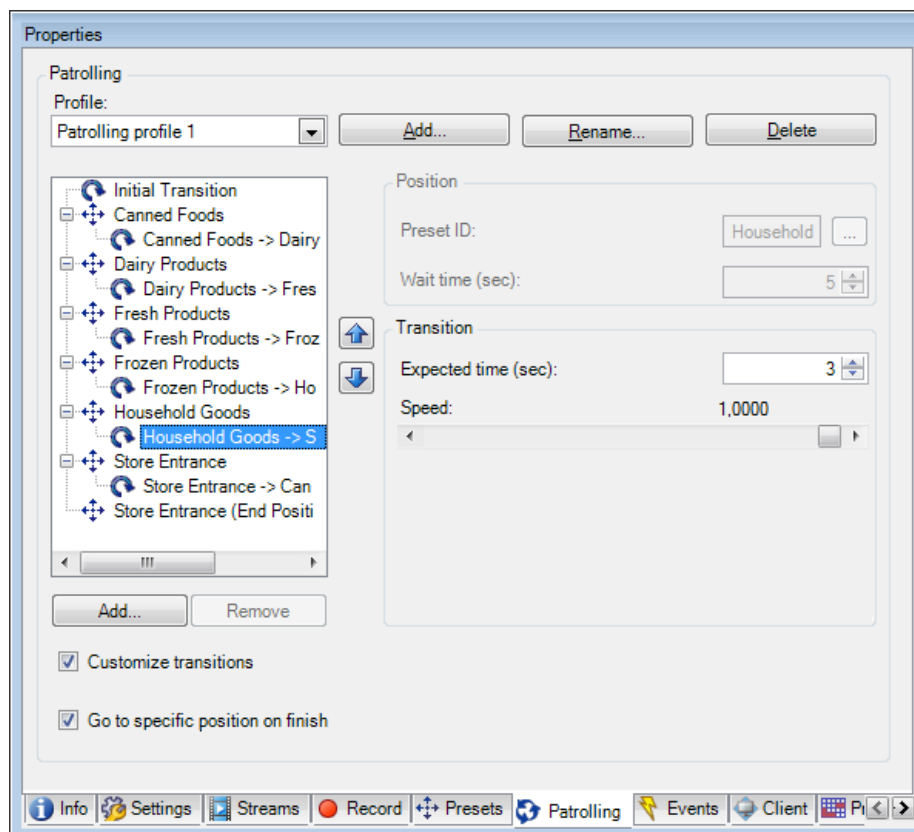 Properties
Patrolling
Profile:
Patrolling profile 1
Add...
Rename...
Delete
Initial Transition
Canned Foods
Canned Foods -> Dairy
Dairy Products
Dairy Products -> Fres
Fresh Products
Fresh Products -> Froz
Frozen Products
Frozen Products -> Ho
Household Goods
Household Goods -> S
Store Entrance
Store Entrance -> Can
Store Entrance (End Positi
Position
Preset ID:
Household
...
Wait time (sec):
5
Transition
Expected time (sec):
3
Speed:
1,0000
Add...
Remove
Customize transitions
Go to specific position on finish
Info
Settings
Streams
Record
Presets
Patrolling
Events
Client